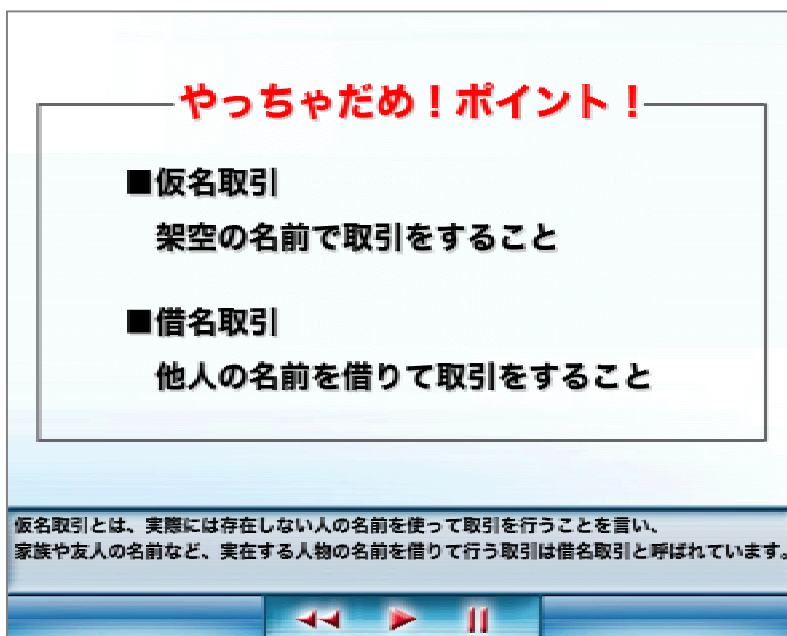 やっちゃだめ！ポイント！
■仮名取引
架空の名前で取引をすること
■借名取引
他人の名前を借りて取引をすること
仮名取引とは、実際には存在しない人の名前を使って取引を行うことを言い、
家族や友人の名前など、実在する人物の名前を借りて行う取引は借名取引と呼ばれています。